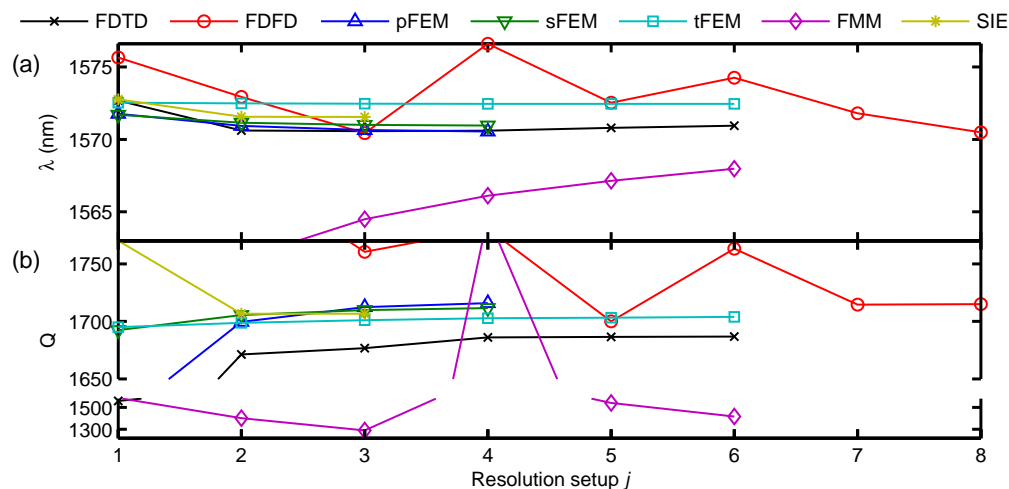 FDTD FDFD pFEM sFEM tFEM FMM SIE
(a)
1575
1570
1565
λ (nm)
(b)
1750
1700
1650
1500
1300
Q
1 2 3 4 5 6 7 8
Resolution setup j